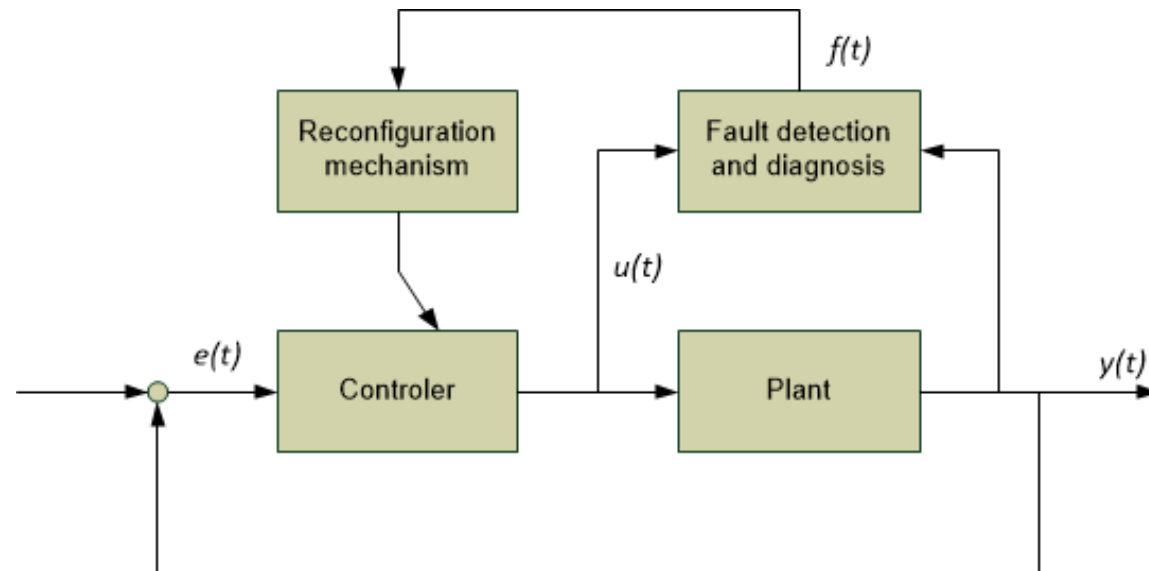 f(t)
Reconfiguration
mechanism
Fault detection
and diagnosis
u(t)
e(t)
Controler
Plant
y(t)